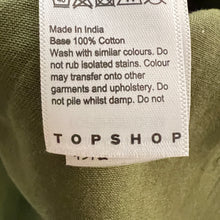 Made in India
Base 100% Cotton
Wash with similar colours. Do
not rub isolated stains. Colour
may transfer onto other
garments and upholstery. Do
not pile whilst damp. Do not
TOPSHOP